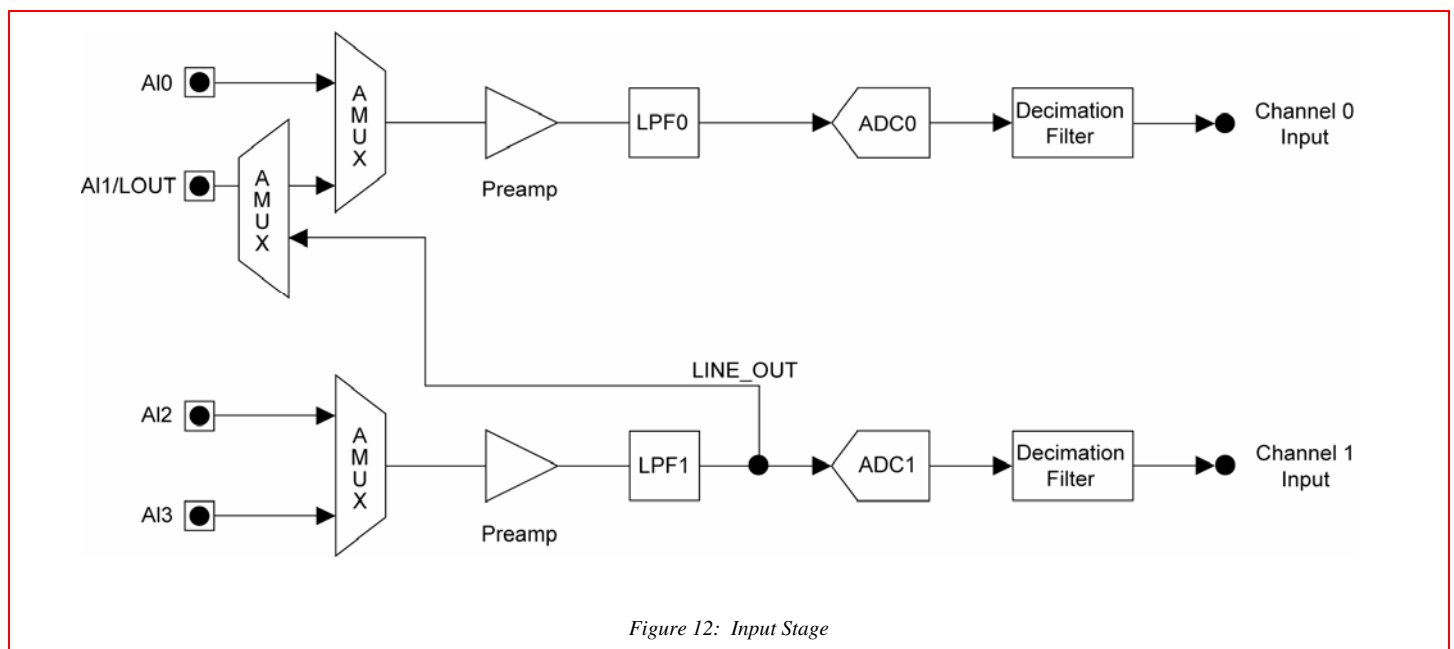 AI0
A
M
U
X
Preamp
LPF0
ADC0
Decimation
Filter
Channel 0
Input
AI1/LOUT
A
M
U
X
LINE_OUT
AI2
AI3
A
M
U
X
Preamp
LPF1
ADC1
Decimation
Filter
Channel 1
Input
Figure 12: Input Stage